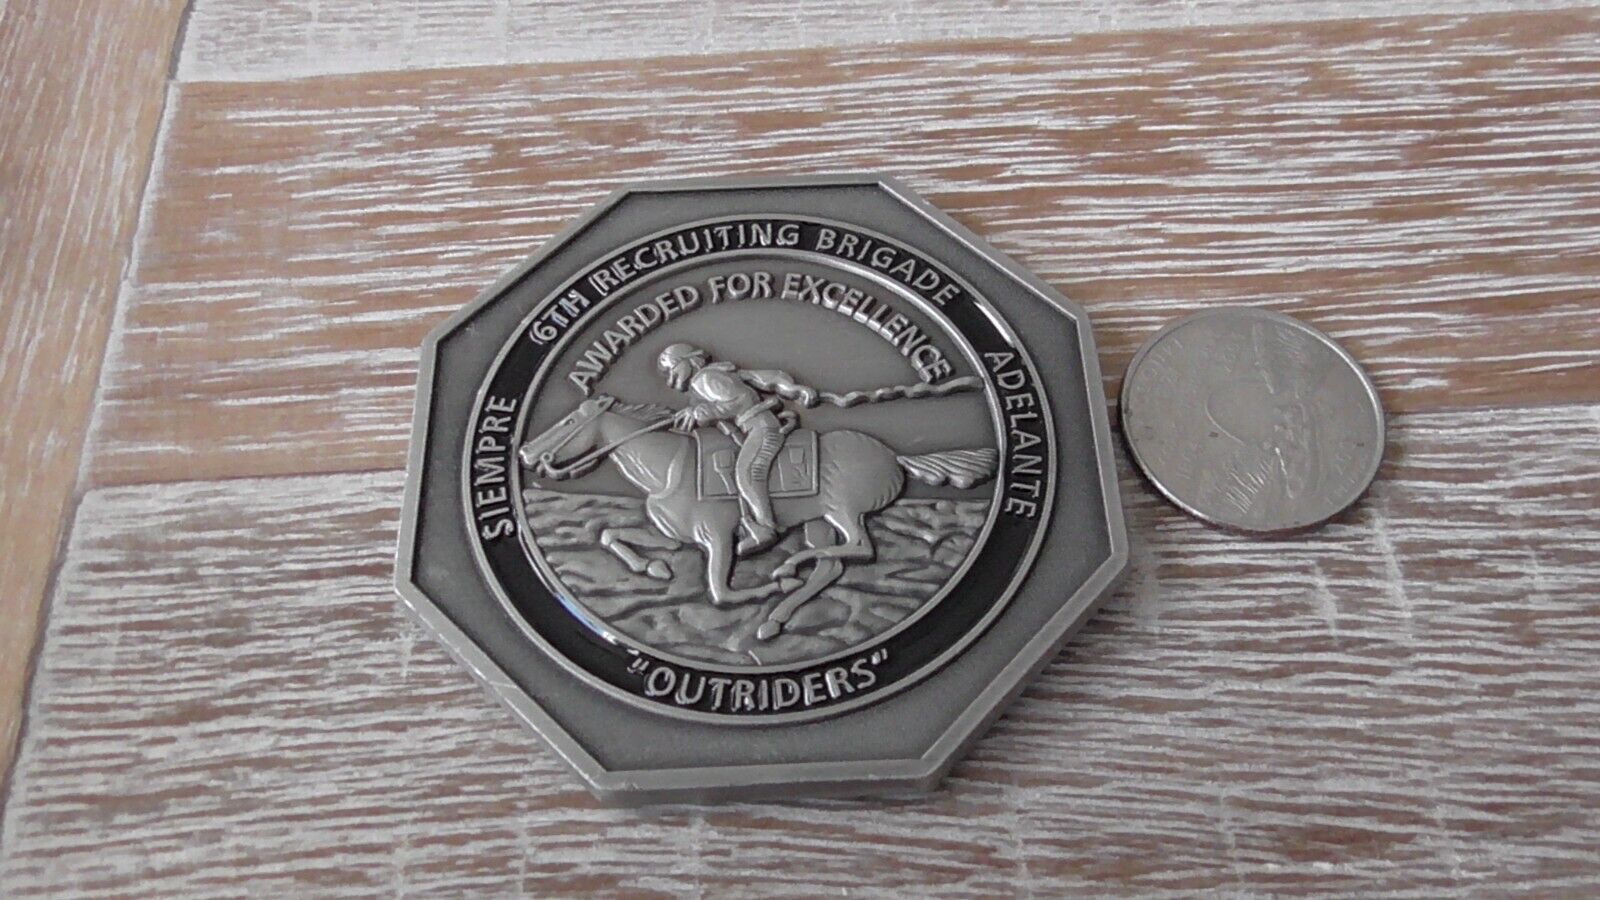 6TH RECRUITING BRIGADE
AWARDED FOR EXCELLENCE
SIEMPRE
ADELANTE
"OUTRIDERS"